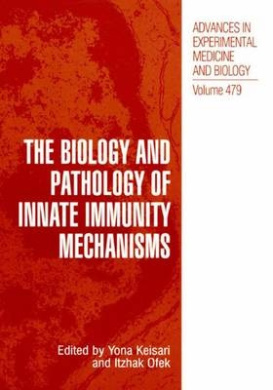 ADVANCES IN
EXPERIMENTAL
MEDICINE
AND BIOLOGY
Volume 479
THE BIOLOGY AND
PATHOLOGY OF
INNATE IMMUNITY
MECHANISMS
Edited by Yona Keisari
and Itzhak Ofek